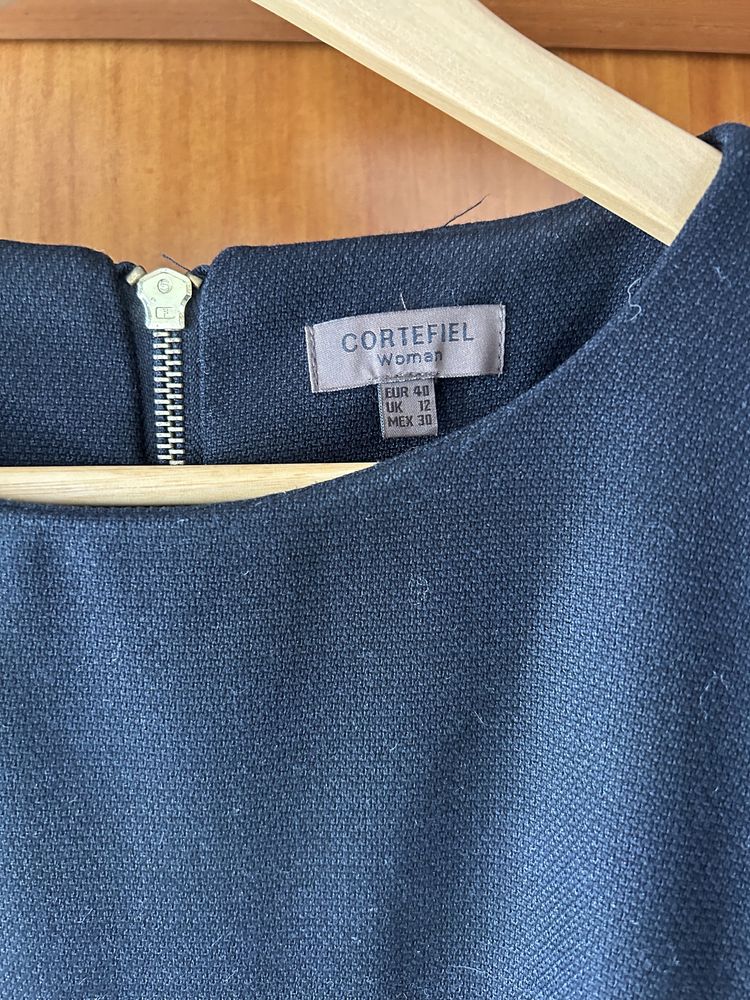 CORTEFIEL
Woman
EUR 40
UK 12
MEX 30